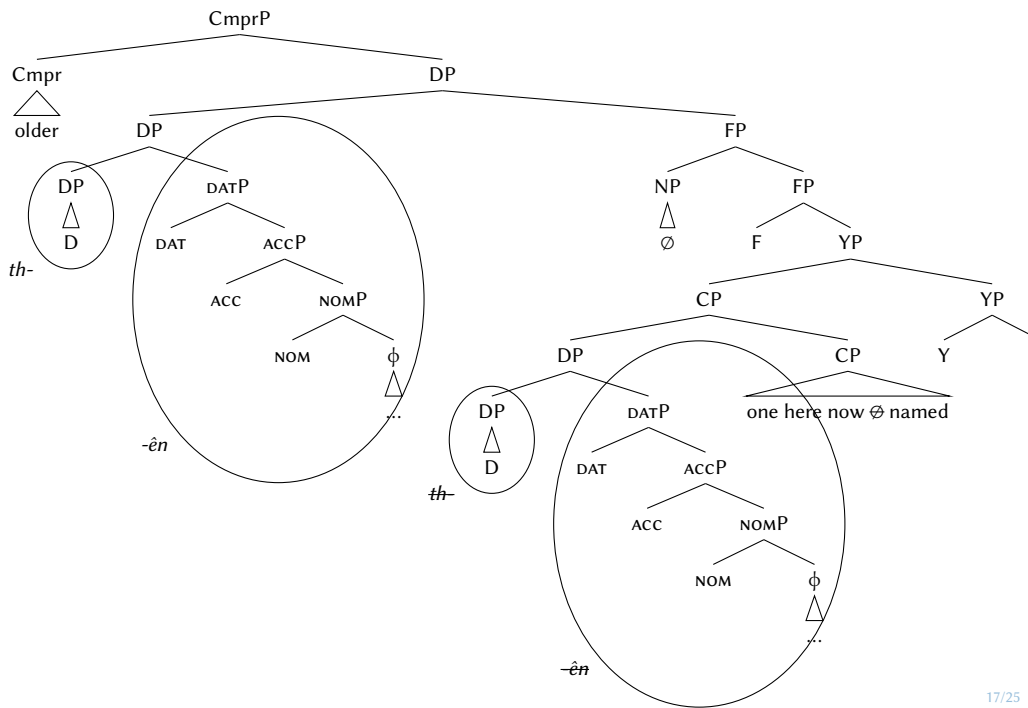 CmprP
Cmpr DP
older DP FP
DP DATP NP FP
D DAT ACCP ∅ F YP
th-
ACC NOMP CP YP
NOM ϕ DP CP Y
DP DATP one here now ∅ named
...
-ên
D DAT ACCP
th-
ACC NOMP
NOM ϕ
...
-ên
17/25